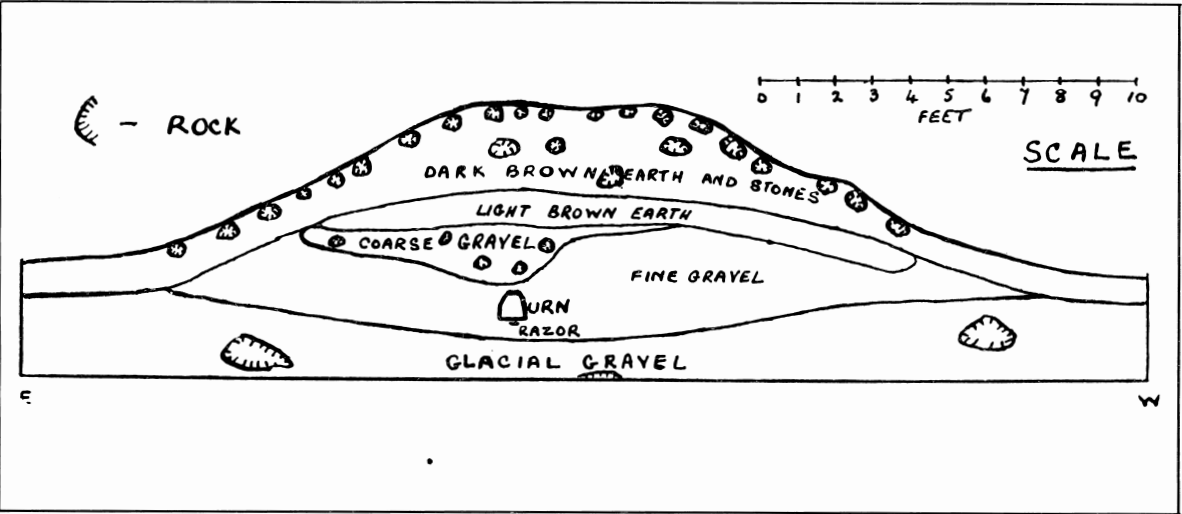 - ROCK
0 1 2 3 4 5 6 7 8 9 10
FEET
SCALE
DARK BROWN EARTH AND STONES
LIGHT BROWN EARTH
COARSE GRAVEL
FINE GRAVEL
URN
RAZOR
GLACIAL GRAVEL
E W